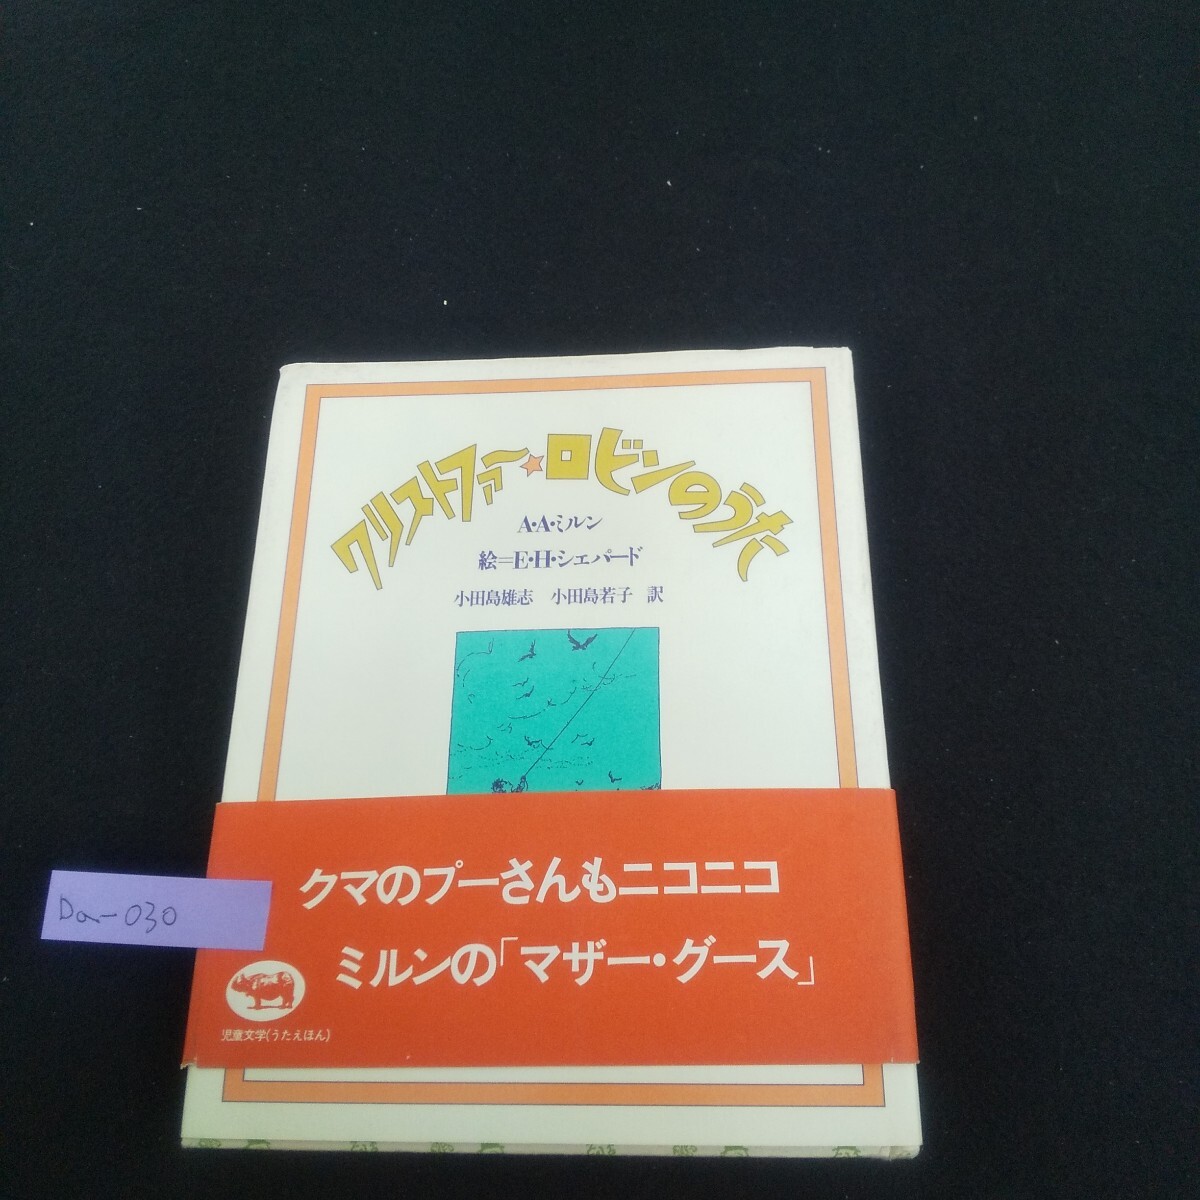 クリストファー★ロビンのうた
A・A・ミルン
絵=E・H・シェパード
小田島雄志 小田島若子 訳
クマのプーさんもニコニコ
ミルンの「マザー・グース」
Da-030
児童文学(うたえほん)